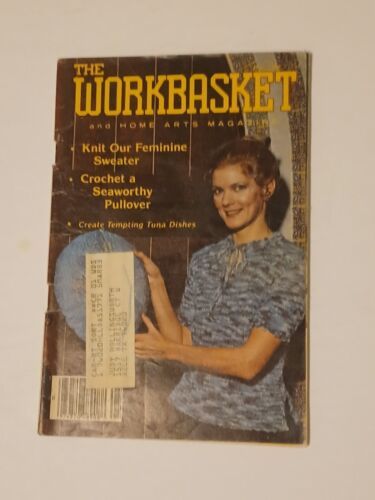 THE
WORKBASKET
and HOME ARTS MAGAZINE
• Knit Our Feminine
Sweater
• Crochet a
Seaworthy
Pullover
• Create Tempting Tuna Dishes